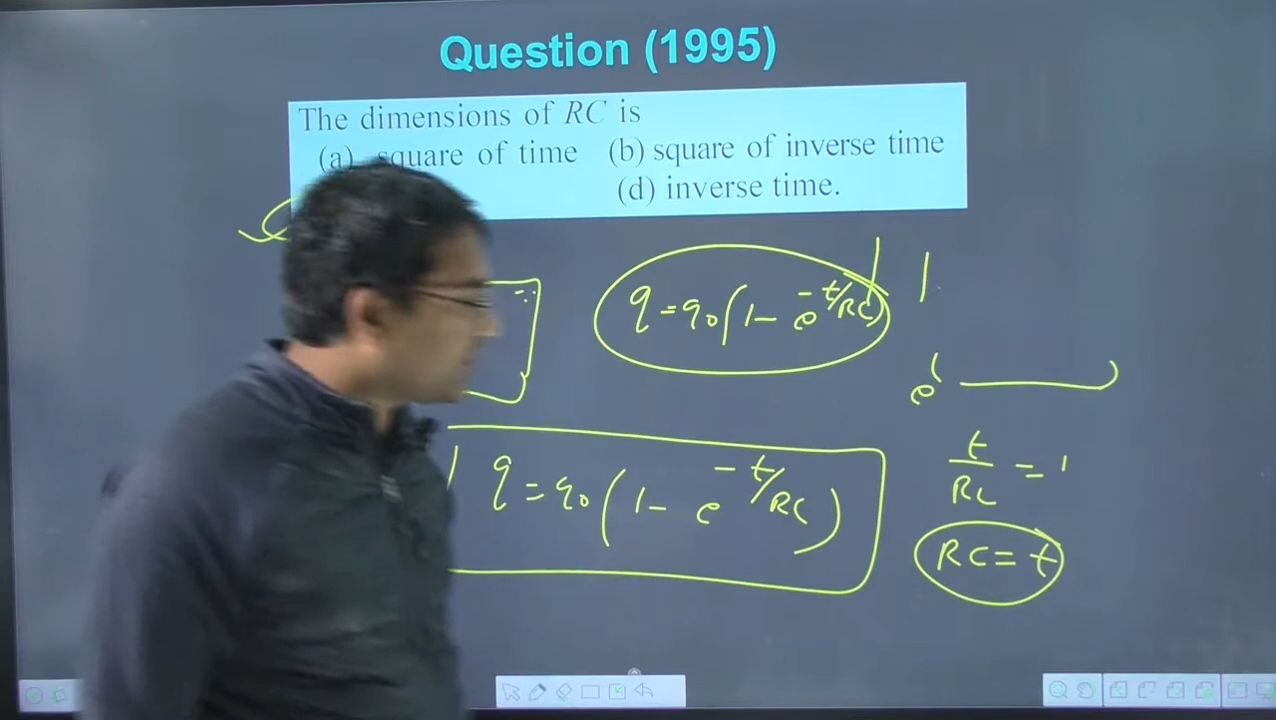 Question (1995)
The dimensions of RC is
(a) square of time (b) square of inverse time
(d) inverse time.
q = q₀(1 - e^{-t/RC})
e
q = q₀(1 - e^{-t/RC})
t/RC = 1
RC = t